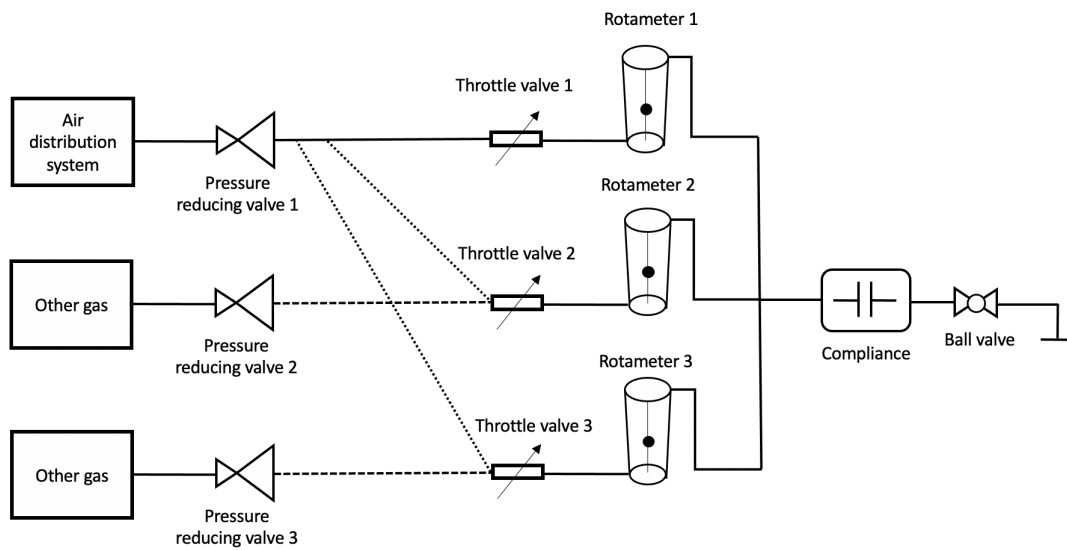 Rotameter 1
Throttle valve 1
Air
distribution
system
Pressure
reducing valve 1
Rotameter 2
Throttle valve 2
Other gas
Pressure
reducing valve 2
Compliance
Ball valve
Rotameter 3
Throttle valve 3
Other gas
Pressure
reducing valve 3